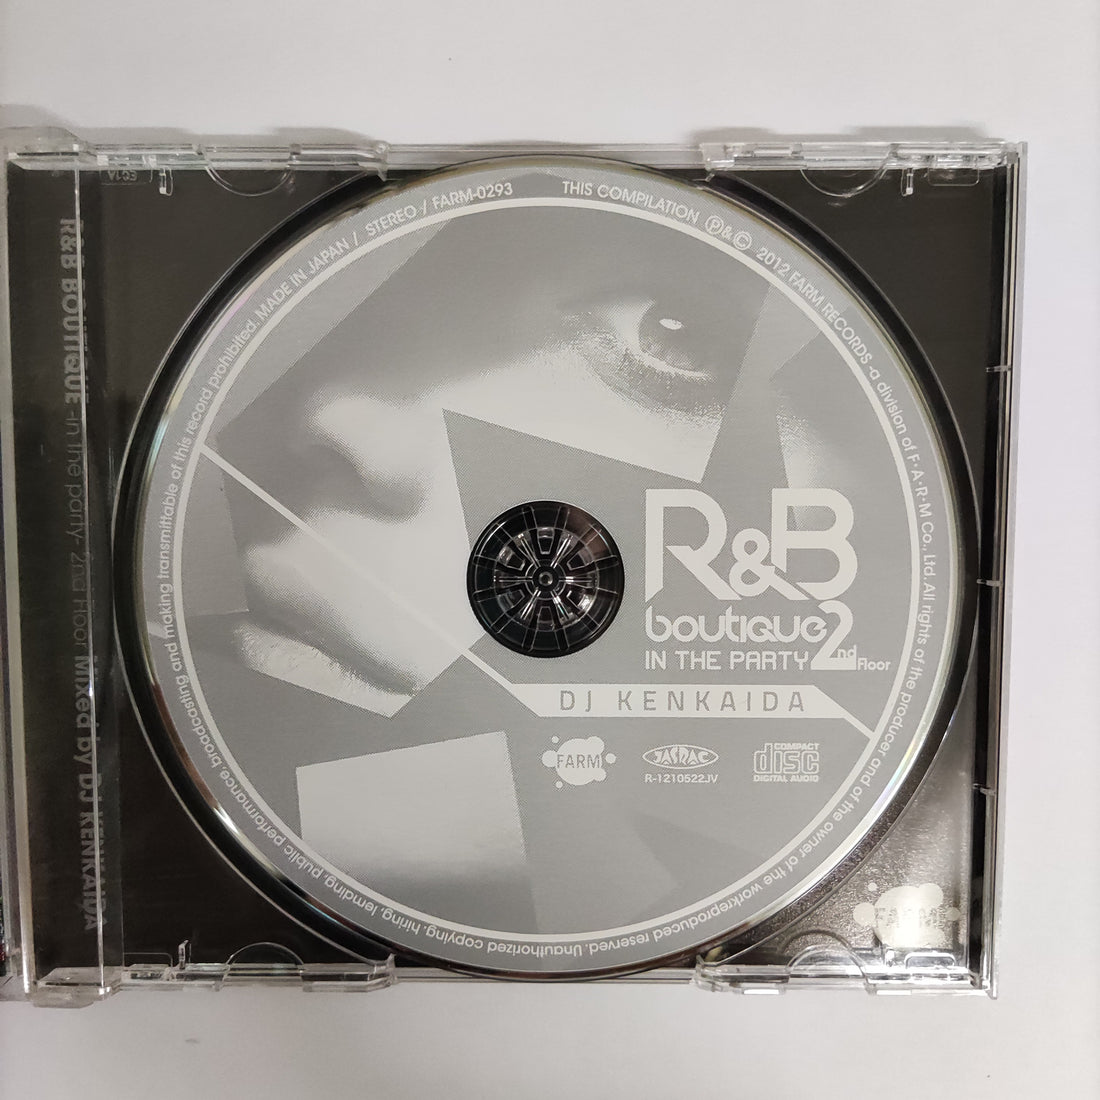 R&B BOUTIQUE -in the party- 2nd Floor Mixed by DJ KENKAIDA
MADE IN JAPAN / STEREO / FARM-0293 THIS COMPILATION Ⓟ&© 2012 FARM RECORDS -a division of F・A・R・M Co., Ltd. All rights of the producer and of the owner of the workreproduced reserved. Unauthorized copying, hiring, lemding, public performance, broadcasting and making transmittable of this record prohibited.
R&B
boutique 2nd Floor
IN THE PARTY
DJ KENKAIDA
FARM
JASRAC
R-1210522JV
COMPACT
disc
DIGITAL AUDIO
FARM